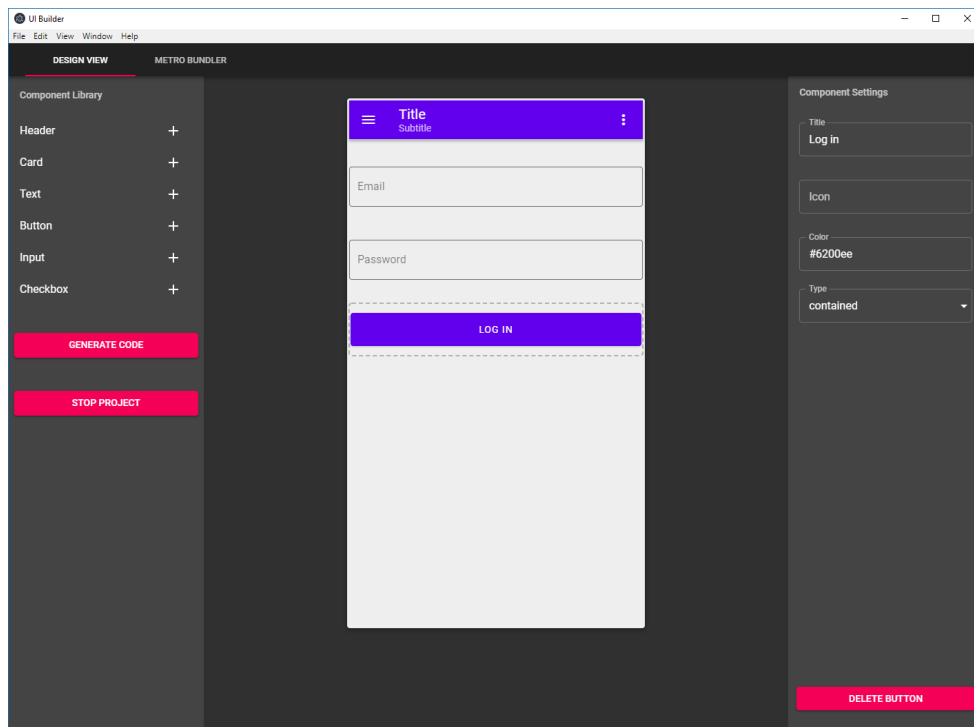 UI Builder
File Edit View Window Help
DESIGN VIEW METRO BUNDLER
Component Library
Header
Card
Text
Button
Input
Checkbox
GENERATE CODE
STOP PROJECT
Title
Subtitle
Email
Password
LOG IN
Component Settings
Title
Log in
Icon
Color
#6200ee
Type
contained
DELETE BUTTON